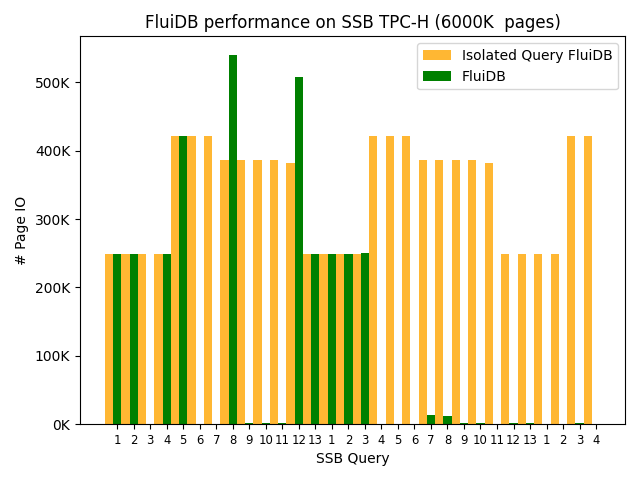 FluiDB performance on SSB TPC-H (6000K  pages)
Isolated Query FluiDB
FluiDB
500K
400K
300K
200K
100K
0K
# Page IO
1 2 3 4 5 6 7 8 9 10 11 12 13 1 2 3 4 5 6 7 8 9 10 11 12 13 1 2 3 4
SSB Query